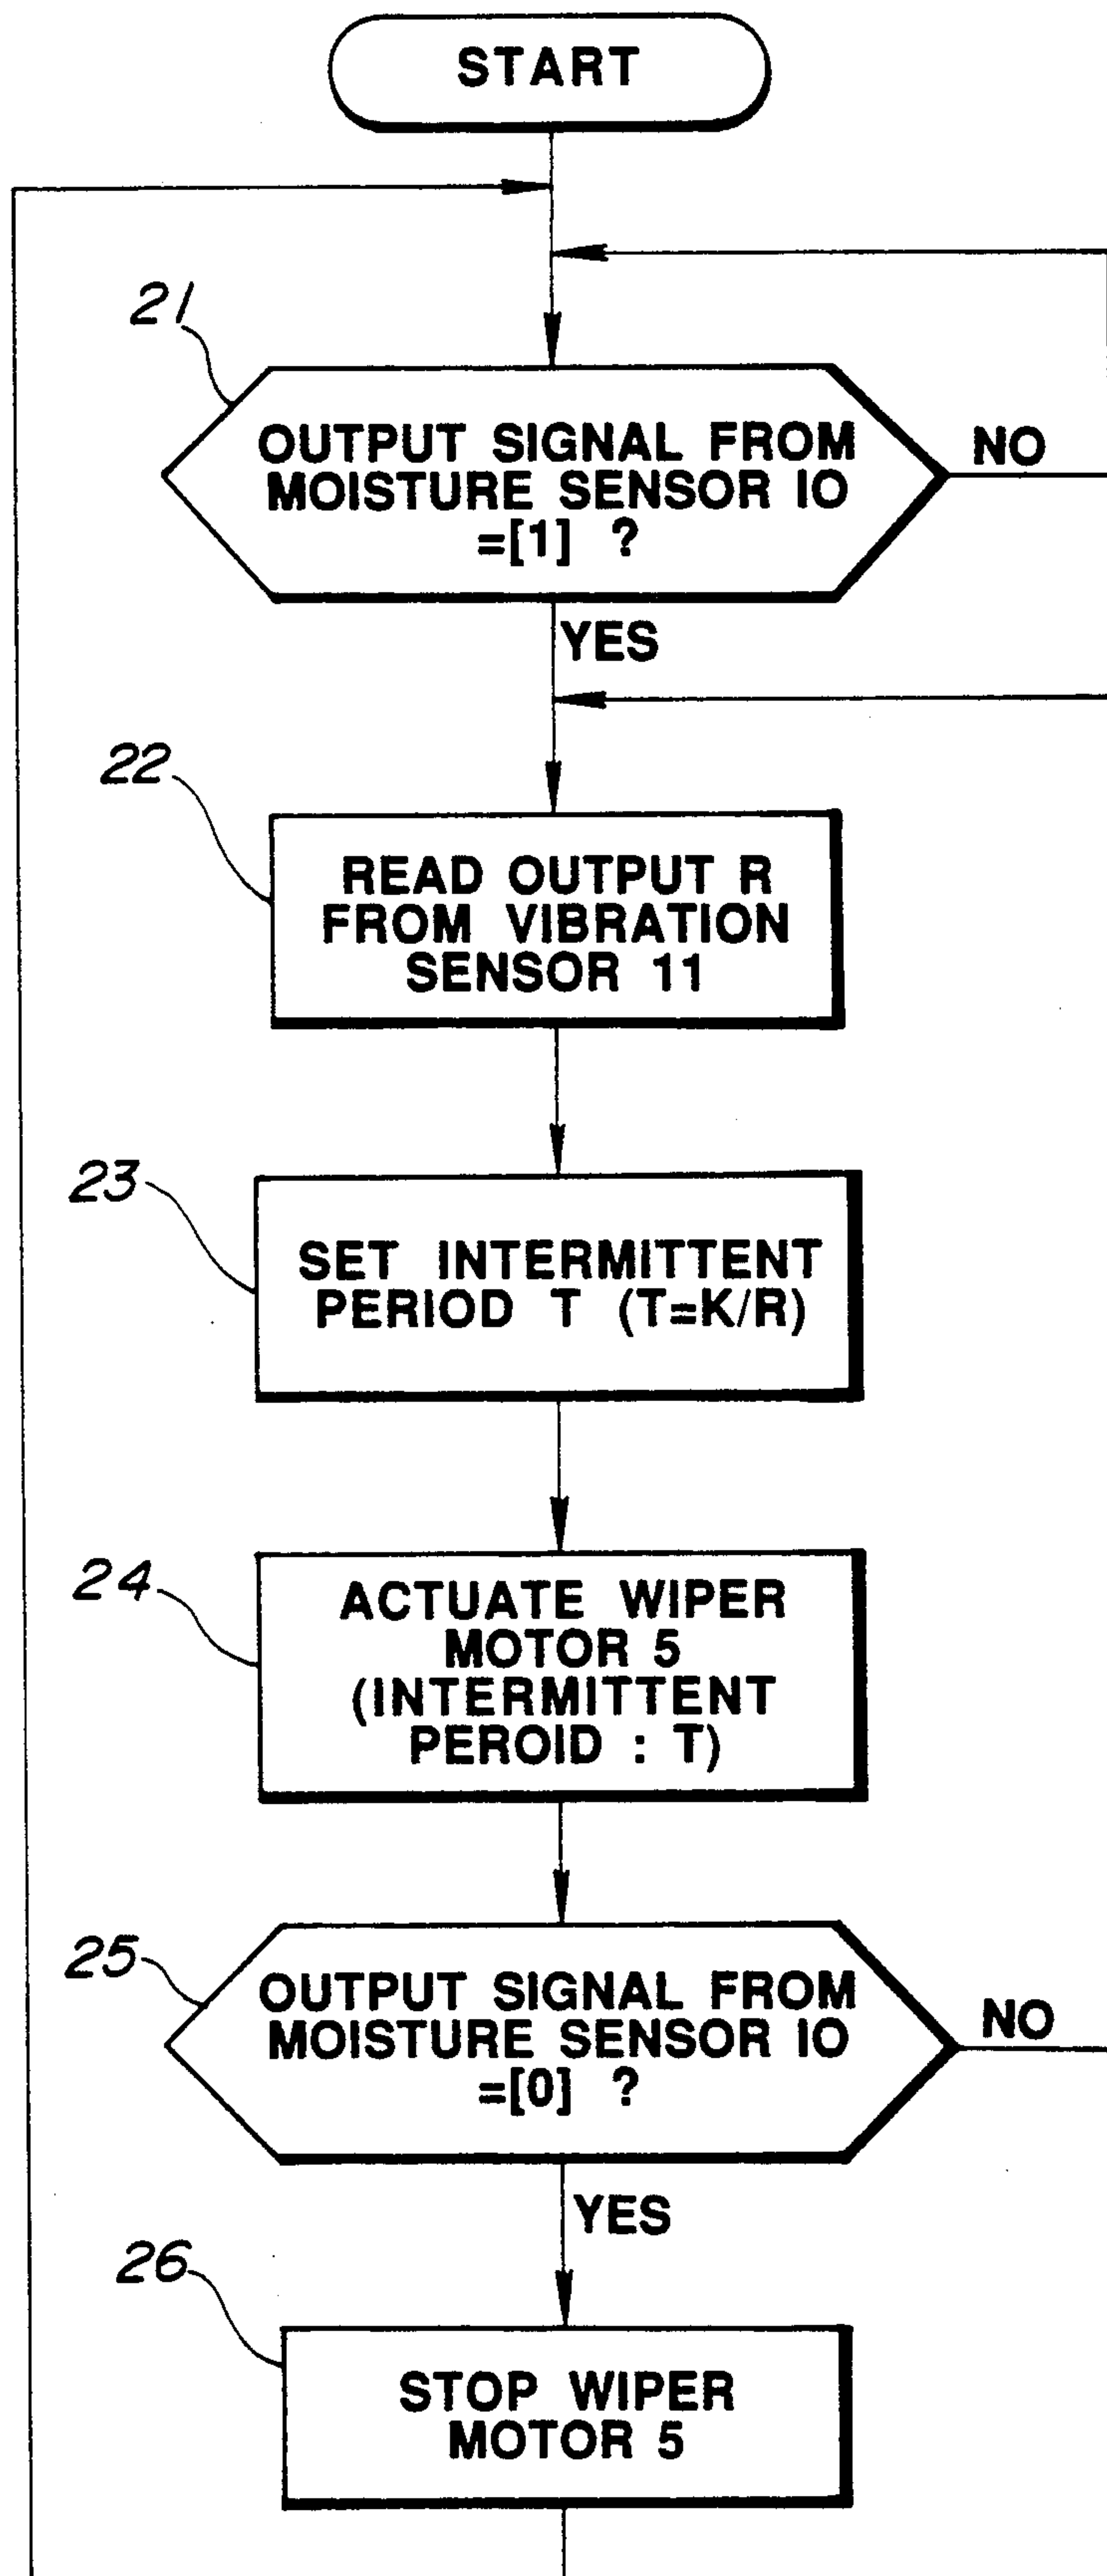 START
21
OUTPUT SIGNAL FROM
MOISTURE SENSOR 10
=[1] ?
NO
YES
22
READ OUTPUT R
FROM VIBRATION
SENSOR 11
23
SET INTERMITTENT
PERIOD T (T=K/R)
24
ACTUATE WIPER
MOTOR 5
(INTERMITTENT
PEROID : T)
25
OUTPUT SIGNAL FROM
MOISTURE SENSOR 10
=[0] ?
NO
YES
26
STOP WIPER
MOTOR 5